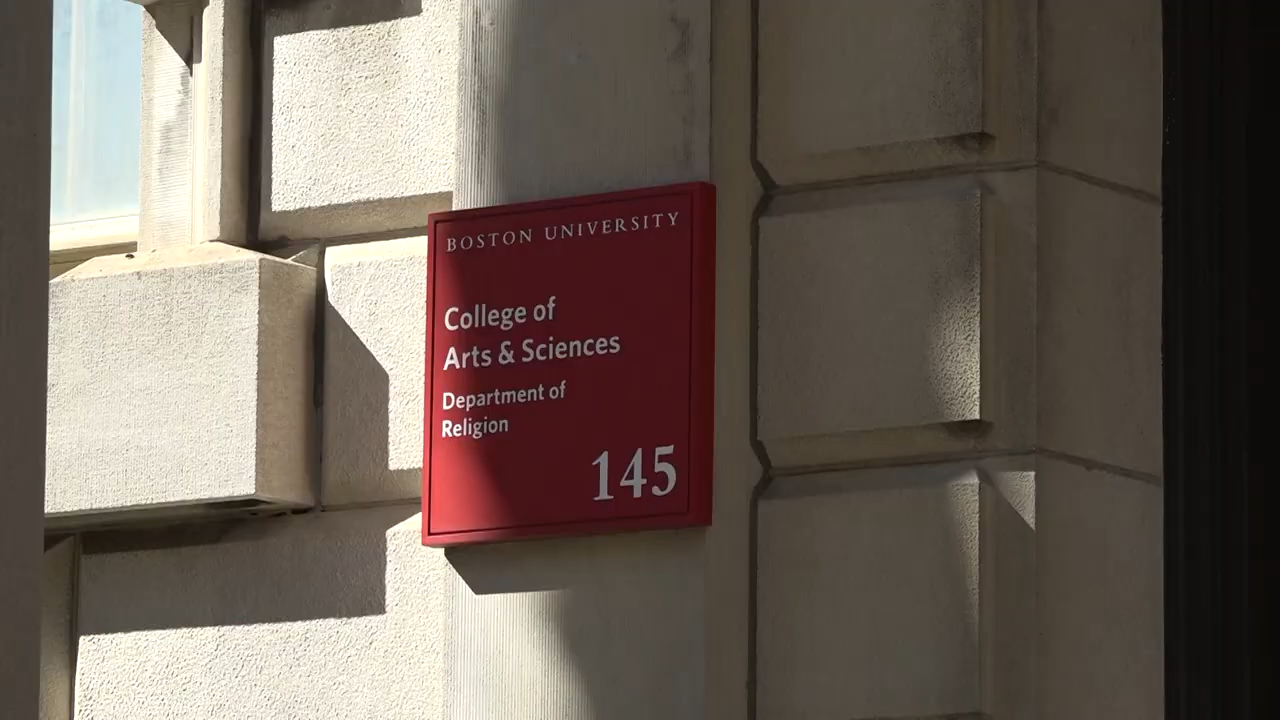 BOSTON UNIVERSITY
College of
Arts & Sciences
Department of
Religion
145